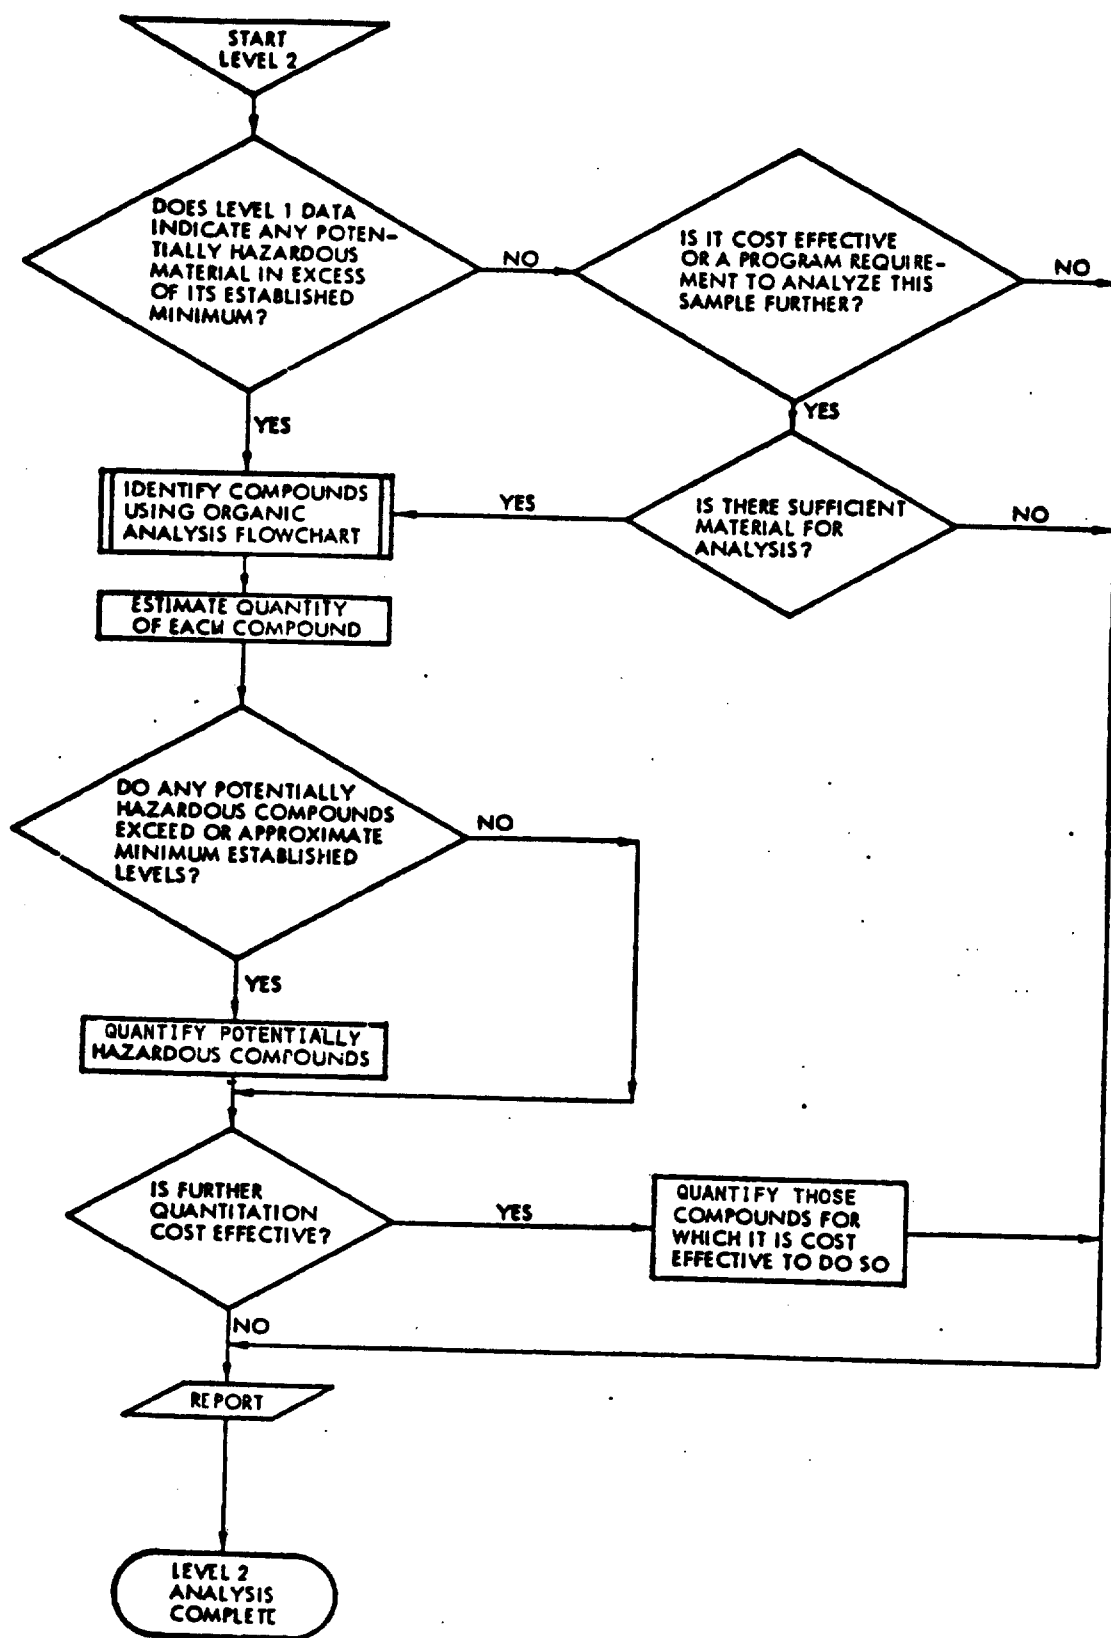 START
LEVEL 2
DOES LEVEL 1 DATA
INDICATE ANY POTEN-
TIALLY HAZARDOUS
MATERIAL IN EXCESS
OF ITS ESTABLISHED
MINIMUM?
NO
IS IT COST EFFECTIVE
OR A PROGRAM REQUIRE-
MENT TO ANALYZE THIS
SAMPLE FURTHER?
NO
YES
YES
IDENTIFY COMPOUNDS
USING ORGANIC
ANALYSIS FLOWCHART
YES
IS THERE SUFFICIENT
MATERIAL FOR
ANALYSIS?
NO
ESTIMATE QUANTITY
OF EACH COMPOUND
DO ANY POTENTIALLY
HAZARDOUS COMPOUNDS
EXCEED OR APPROXIMATE
MINIMUM ESTABLISHED
LEVELS?
NO
YES
QUANTIFY POTENTIALLY
HAZARDOUS COMPOUNDS
IS FURTHER
QUANTITATION
COST EFFECTIVE?
YES
QUANTIFY THOSE
COMPOUNDS FOR
WHICH IT IS COST
EFFECTIVE TO DO SO
NO
REPORT
LEVEL 2
ANALYSIS
COMPLETE